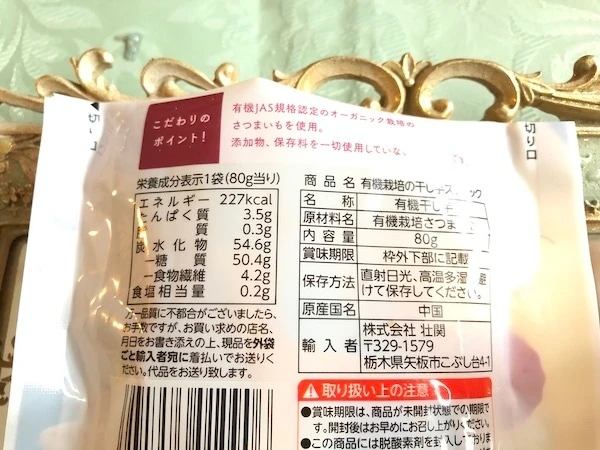 こだわりの
ポイント!
有機JAS規格認定のオーガニック栽培の
さつまいもを使用。
添加物、保存料を一切使用していな
切り口
栄養成分表示1袋(80g当り)
エネルギー 227kcal
たんぱく質 3.5g
質 0.3g
炭水化物 54.6g
ー糖質 50.4g
ー食物繊維 4.2g
食塩相当量 0.2g
万一品質に不都合がございましたら、
お手数ですが、お買い求めの店名、
月日をお書き添えの上、現品を外袋
ごと輸入者宛に着払いでお送りく
ださい。代品をお送り致します。
商品名 有機栽培の干し芋ス ック
名称 有機干し
原材料名 有機栽培さつま
内容量 80g
賞味期限 枠外下部に記載
保存方法 直射日光、高温多湿 避
けて保存してください。
原産国名 中国
輸入者 株式会社 壮関
〒329-1579
栃木県矢板市こぶし台4-1
取り扱い上の注意
●賞味期限は、商品が未開封状態での期限で
す。開封後はお早めにお召し上がりください。
●この商品には脱酸素剤を封入しておりま